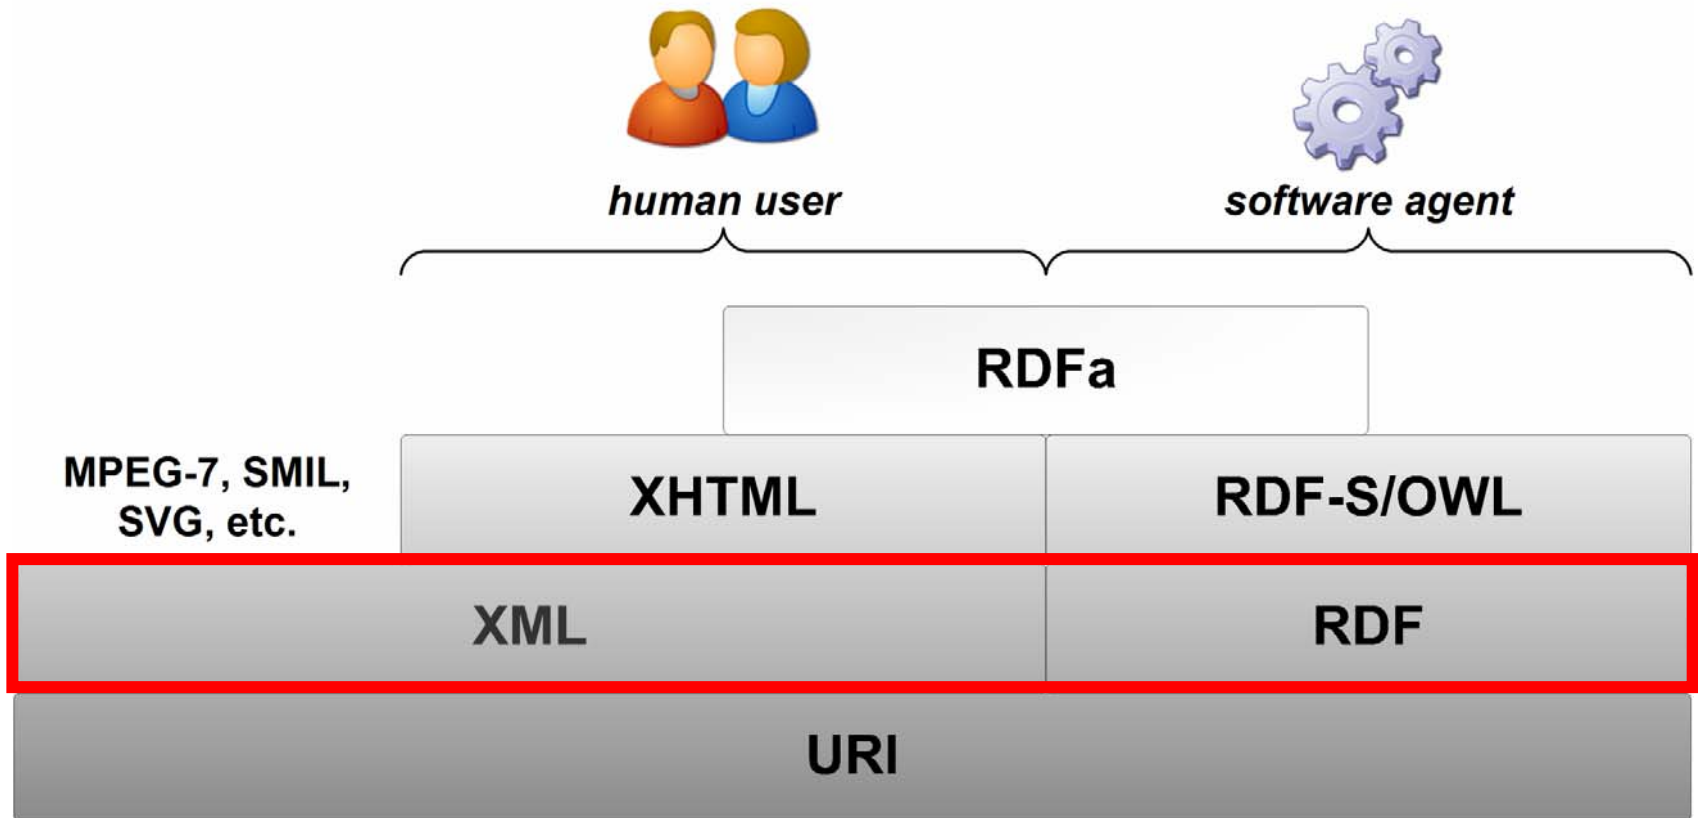 human user
software agent
RDFa
MPEG-7, SMIL,
SVG, etc.
XHTML
RDF-S/OWL
XML
RDF
URI